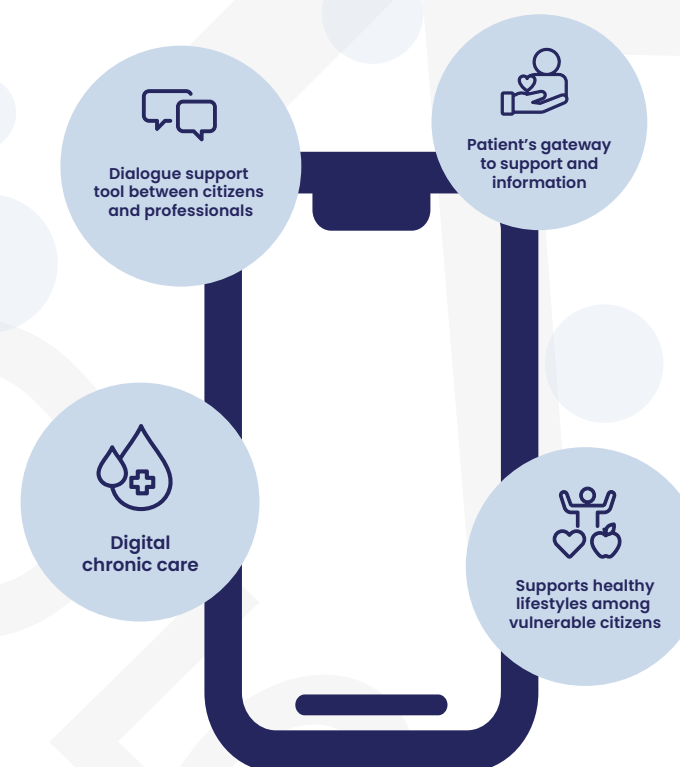 Dialogue support
tool between citizens
and professionals
Patient’s gateway
to support and
information
Digital
chronic care
Supports healthy
lifestyles among
vulnerable citizens